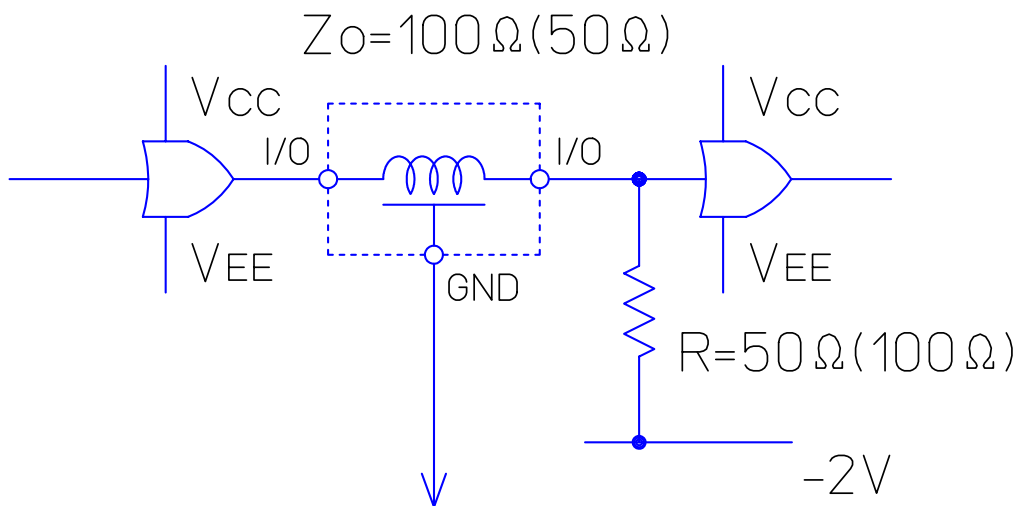 Zo=100Ω(50Ω)
VCC
VCC
I/O
I/O
VEE
GND
VEE
R=50Ω(100Ω)
-2V